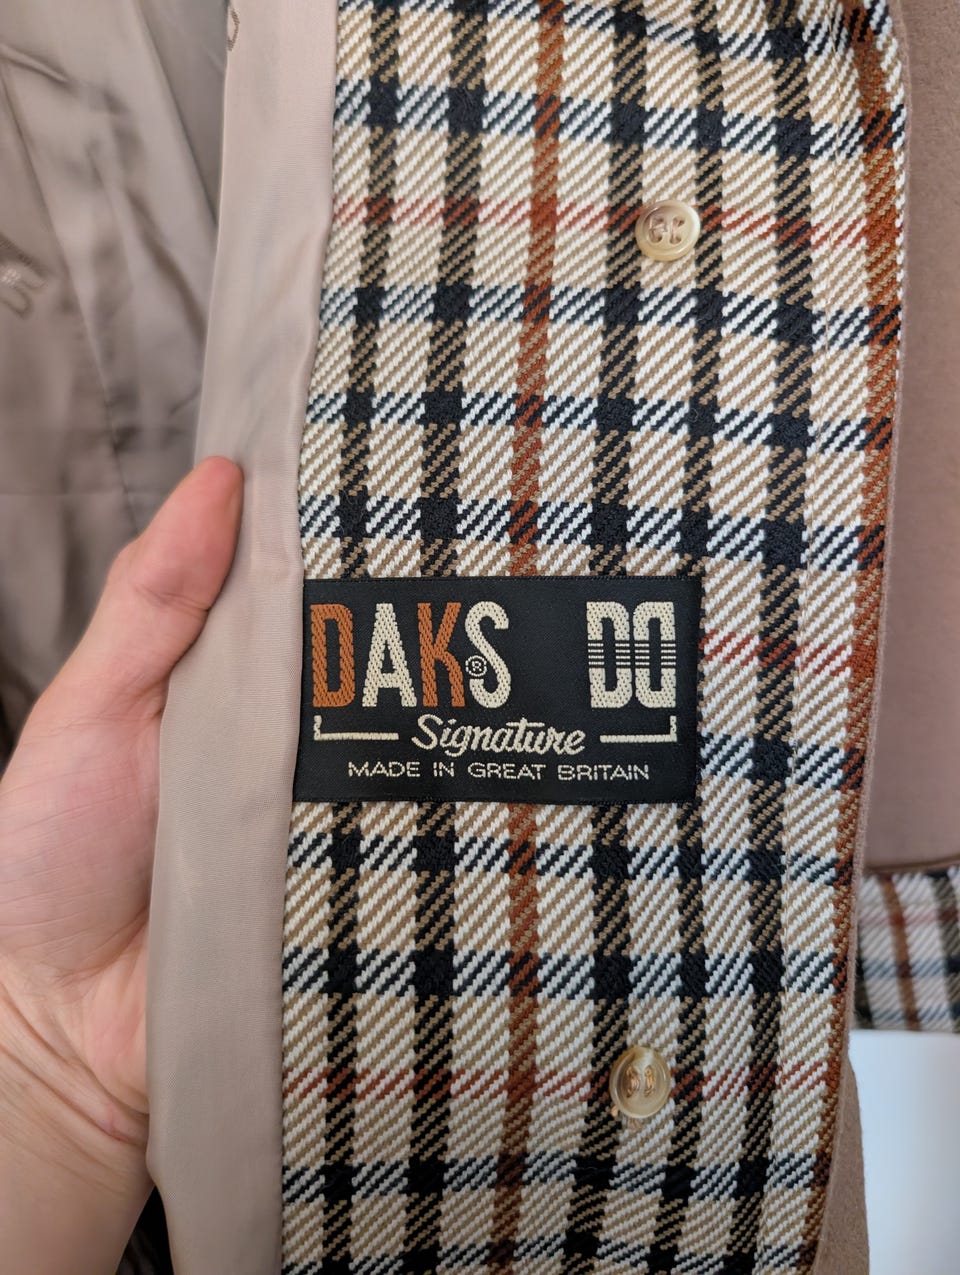 DAKS® DD
Signature
MADE IN GREAT BRITAIN